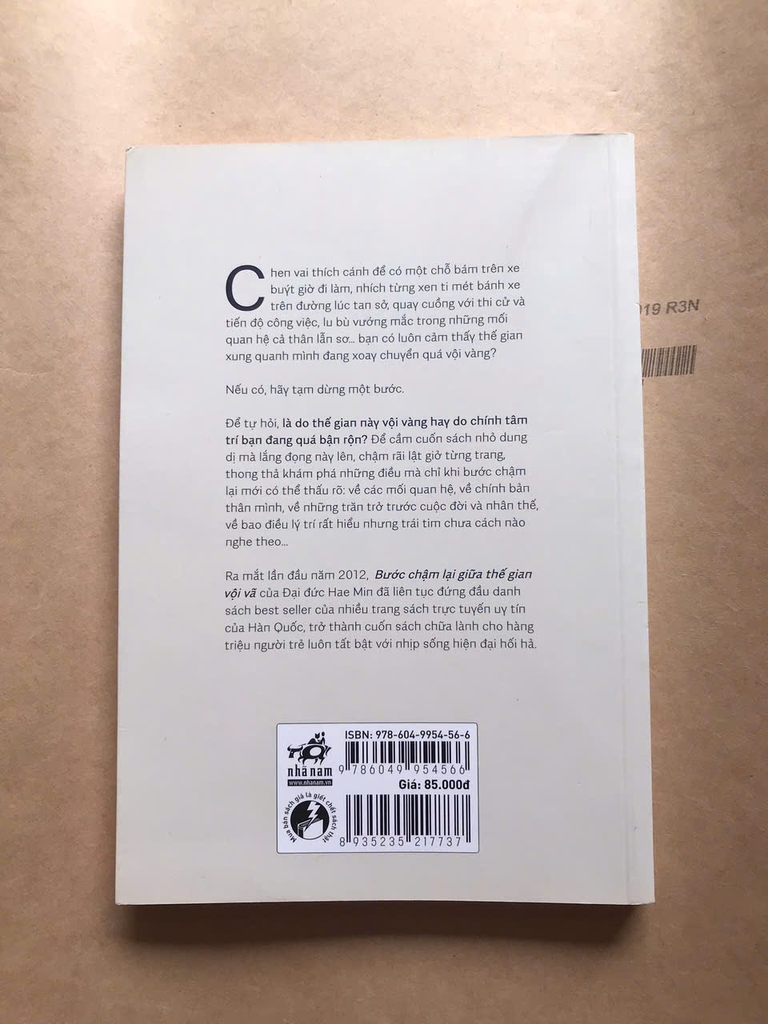 Chen vai thích cánh để có một chỗ bám trên xe
buýt giờ đi làm, nhích từng xen ti mét bánh xe
trên đường lúc tan sở, quay cuồng với thi cử và
tiến độ công việc, lu bù vướng mắc trong những mối
quan hệ cả thân lẫn sơ... bạn có luôn cảm thấy thế gian
xung quanh mình đang xoay chuyển quá vội vàng?
Nếu có, hãy tạm dừng một bước.
Để tự hỏi, là do thế gian này vội vàng hay do chính tâm
trí bạn đang quá bận rộn? Để cầm cuốn sách nhỏ dung
dị mà lắng đọng này lên, chậm rãi lật giở từng trang,
thong thả khám phá những điều mà chỉ khi bước chậm
lại mới có thể thấu rõ: về các mối quan hệ, về chính bản
thân mình, về những trăn trở trước cuộc đời và nhân thế,
về bao điều lý trí rất hiểu nhưng trái tim chưa cách nào
nghe theo...
Ra mắt lần đầu năm 2012, Bước chậm lại giữa thế gian
vội vã của Đại đức Hae Min đã liên tục đứng đầu danh
sách best seller của nhiều trang sách trực tuyến uy tín
của Hàn Quốc, trở thành cuốn sách chữa lành cho hàng
triệu người trẻ luôn tất bật với nhịp sống hiện đại hối hả.
ISBN: 978-604-9954-56-6
9 786049 954566
nhã nam
www.nhanam.vn
Giá: 85.000đ
Mua bán sách giả là giết chết sách thật
8 935235 217737
19 R3N